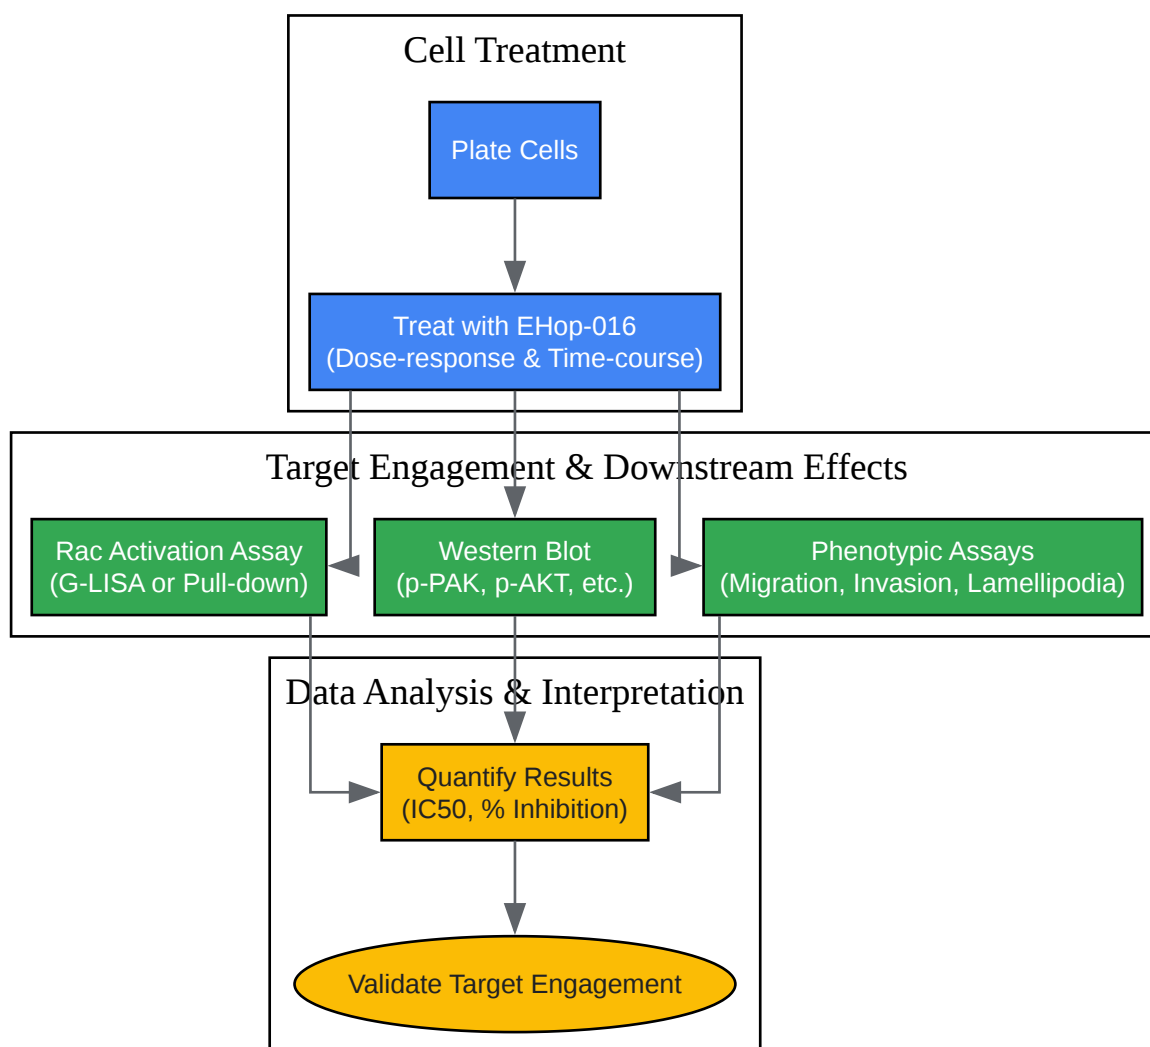 Cell Treatment
Plate Cells
Treat with EHop-016
(Dose-response & Time-course)
Target Engagement & Downstream Effects
Rac Activation Assay
(G-LISA or Pull-down)
Western Blot
(p-PAK, p-AKT, etc.)
Phenotypic Assays
(Migration, Invasion, Lamellipodia)
Data Analysis & Interpretation
Quantify Results
(IC50, % Inhibition)
Validate Target Engagement